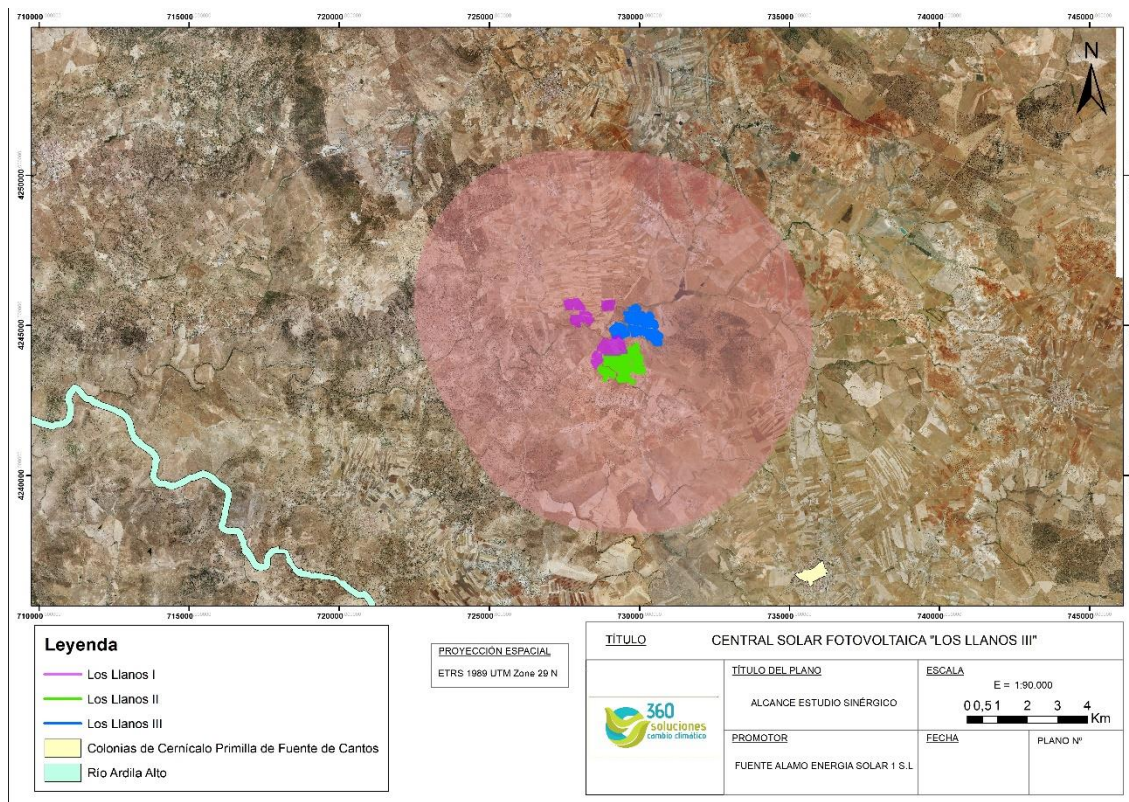 710000 715000 720000 725000 730000 735000 740000 745000
N
4250000
4245000
4240000
4250000
4245000
4240000
710000 715000 720000 725000 730000 735000 740000 745000
Leyenda
Los Llanos I
Los Llanos II
Los Llanos III
Colonias de Cernícalo Primilla de Fuente de Cantos
Río Ardila Alto
PROYECCIÓN ESPACIAL
ETRS 1989 UTM Zone 29 N
TÍTULO CENTRAL SOLAR FOTOVOLTAICA "LOS LLANOS III"
360
soluciones
cambio climático
TÍTULO DEL PLANO
ALCANCE ESTUDIO SINÉRGICO
ESCALA
E = 1:90.000
0 0,5 1 2 3 4
Km
PROMOTOR
FUENTE ALAMO ENERGIA SOLAR 1 S.L
FECHA
PLANO Nº